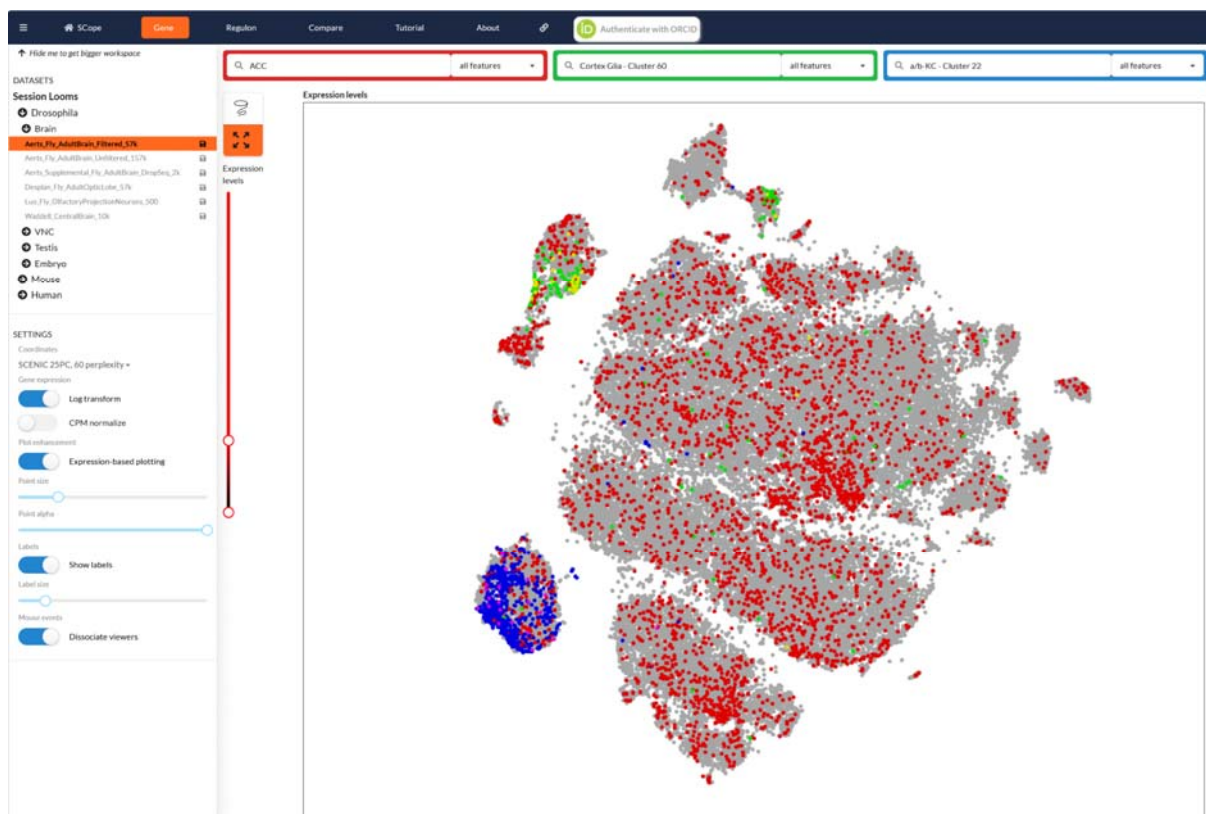 SCope
Gene
Regulon
Compare
Tutorial
About
iD Authenticate with ORCID
Hide me to get bigger workspace
ACC
all features
Cortex Glia - Cluster 60
all features
a/b-KC - Cluster 22
all features
DATASETS
Session Looms
Drosophila
Brain
Aerts_Fly_AdultBrain_Filtered_57k
Aerts_Fly_AdultBrain_Unfiltered_157k
Aerts_Supplemental_Fly_AdultBrain_DropSeq_2k
Desplan_Fly_AdultOpticLobe_57k
Luo_Fly_OlfactoryProjectionNeurons_500
Waddell_CentralBrain_10k
VNC
Testis
Embryo
Mouse
Human
SETTINGS
Coordinates
SCENIC 25PC, 60 perplexity
Gene expression
Log transform
CPM normalize
Plot enhancement
Expression-based plotting
Point size
Point alpha
Labels
Show labels
Label size
Mouse events
Dissociate viewers
Expression
levels
Expression levels